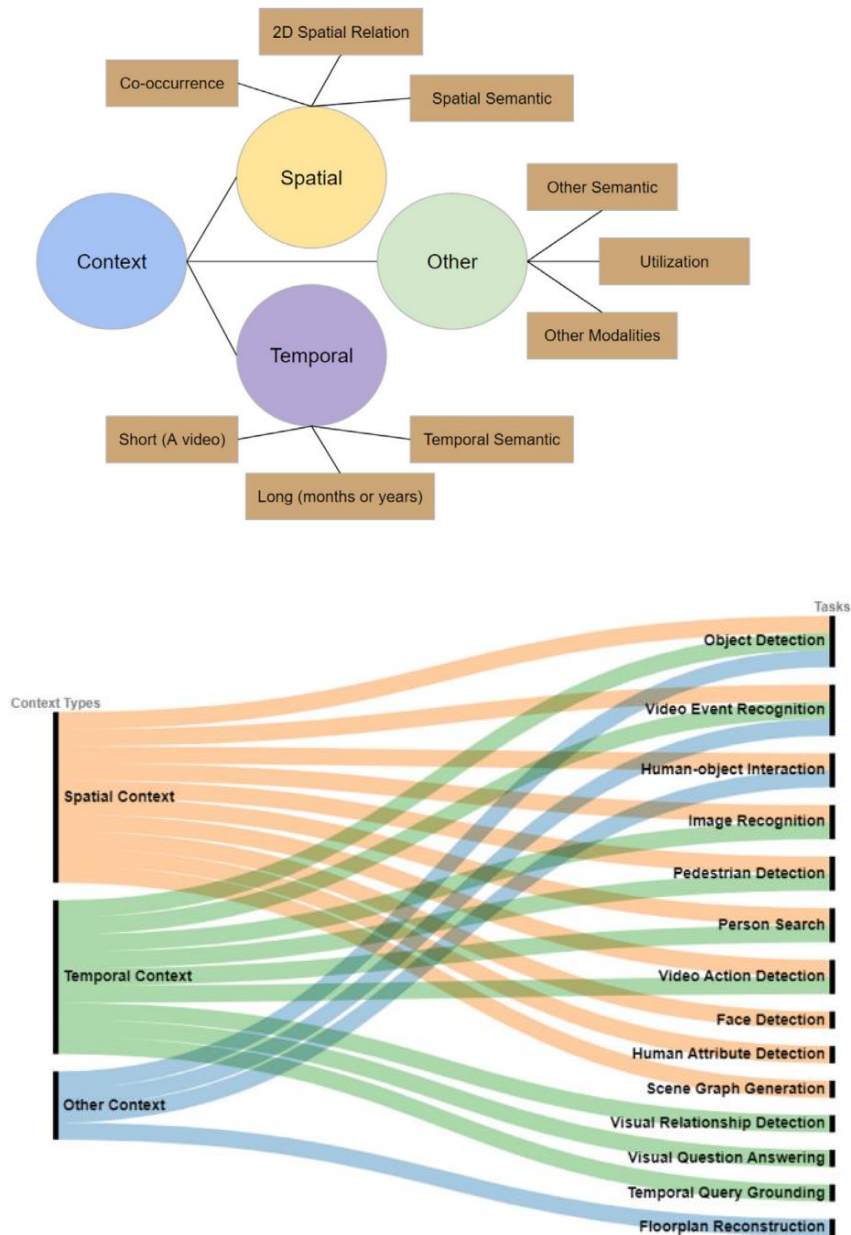 2D Spatial Relation
Co-occurrence
Spatial Semantic
Spatial
Other Semantic
Context
Other
Utilization
Temporal
Other Modalities
Short (A video)
Temporal Semantic
Long (months or years)
Tasks
Object Detection
Context Types
Video Event Recognition
Human-object Interaction
Spatial Context
Image Recognition
Pedestrian Detection
Person Search
Temporal Context
Video Action Detection
Face Detection
Human Attribute Detection
Scene Graph Generation
Other Context
Visual Relationship Detection
Visual Question Answering
Temporal Query Grounding
Floorplan Reconstruction